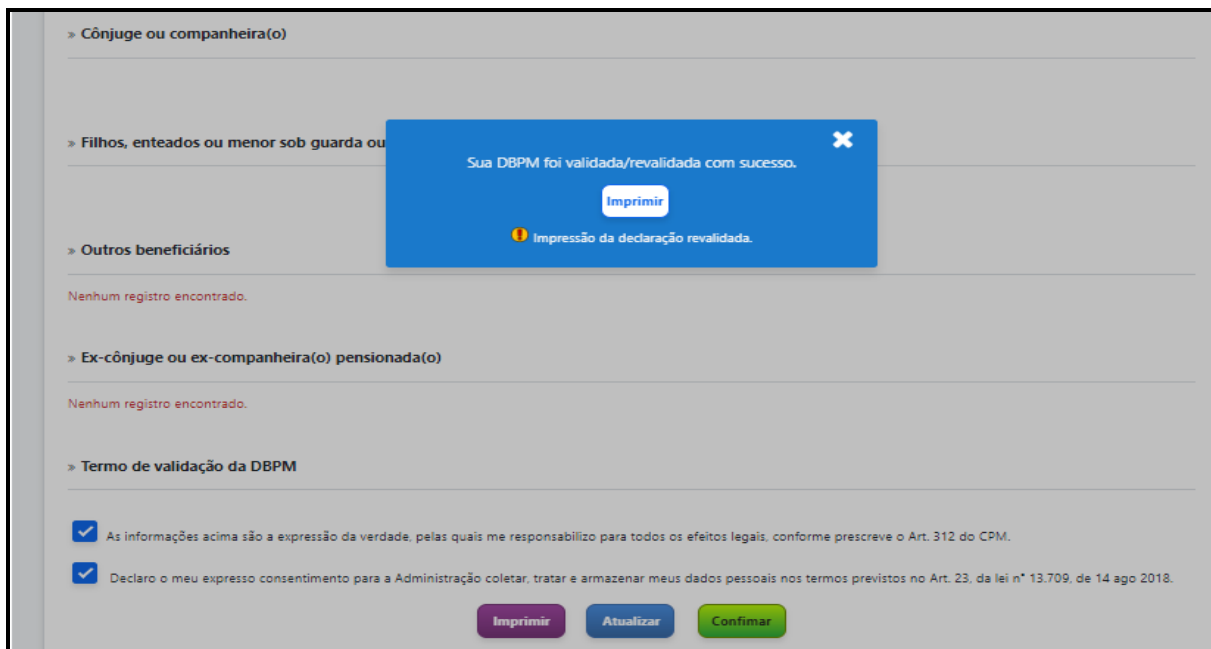 » Cônjuge ou companheira(o)
» Filhos, enteados ou menor sob guarda ou
Sua DBPM foi validada/revalidada com sucesso.
Imprimir
Impressão da declaração revalidada.
» Outros beneficiários
Nenhum registro encontrado.
» Ex-cônjuge ou ex-companheira(o) pensionada(o)
Nenhum registro encontrado.
» Termo de validação da DBPM
As informações acima são a expressão da verdade, pelas quais me responsabilizo para todos os efeitos legais, conforme prescreve o Art. 312 do CPM.
Declaro o meu expresso consentimento para a Administração coletar, tratar e armazenar meus dados pessoais nos termos previstos no Art. 23, da lei n° 13.709, de 14 ago 2018.
Imprimir Atualizar Confimar